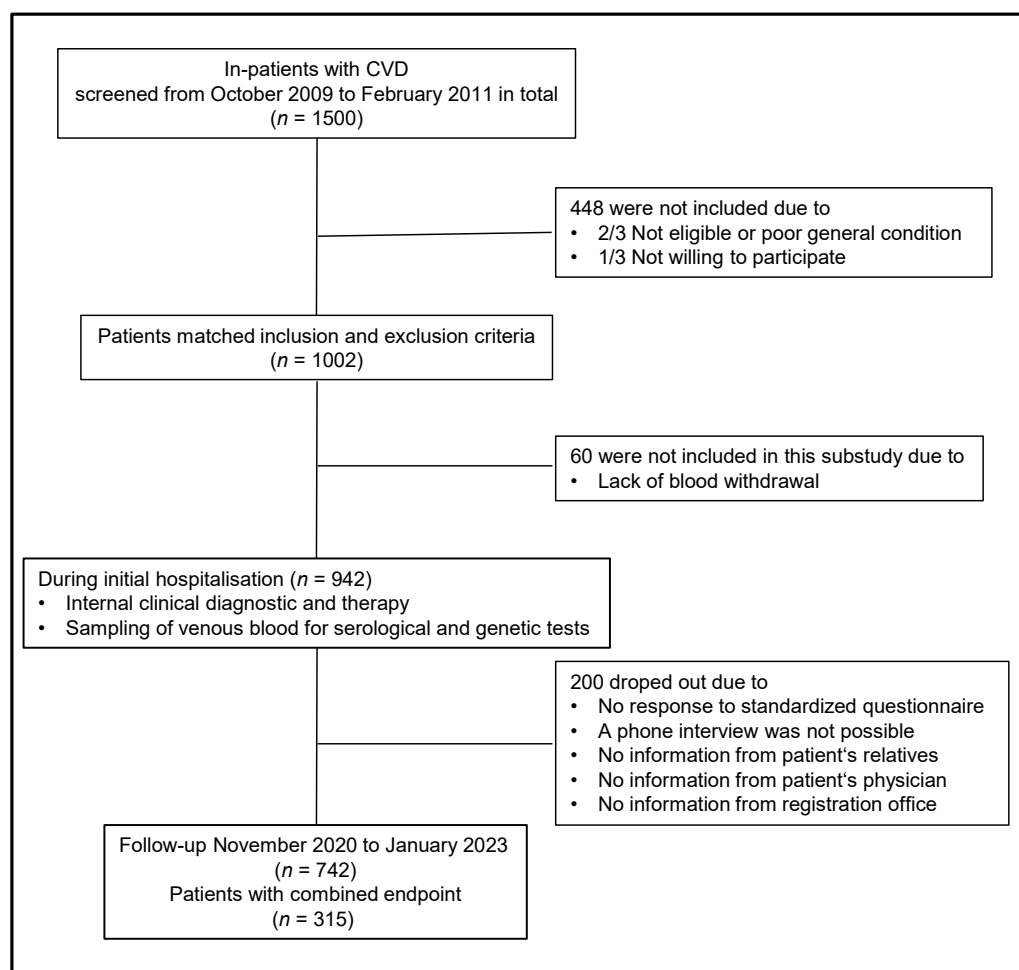 In-patients with CVD
screened from October 2009 to February 2011 in total
(n = 1500)
448 were not included due to
• 2/3 Not eligible or poor general condition
• 1/3 Not willing to participate
Patients matched inclusion and exclusion criteria
(n = 1002)
60 were not included in this substudy due to
• Lack of blood withdrawal
During initial hospitalisation (n = 942)
• Internal clinical diagnostic and therapy
• Sampling of venous blood for serological and genetic tests
200 droped out due to
• No response to standardized questionnaire
• A phone interview was not possible
• No information from patient‘s relatives
• No information from patient‘s physician
• No information from registration office
Follow-up November 2020 to January 2023
(n = 742)
Patients with combined endpoint
(n = 315)